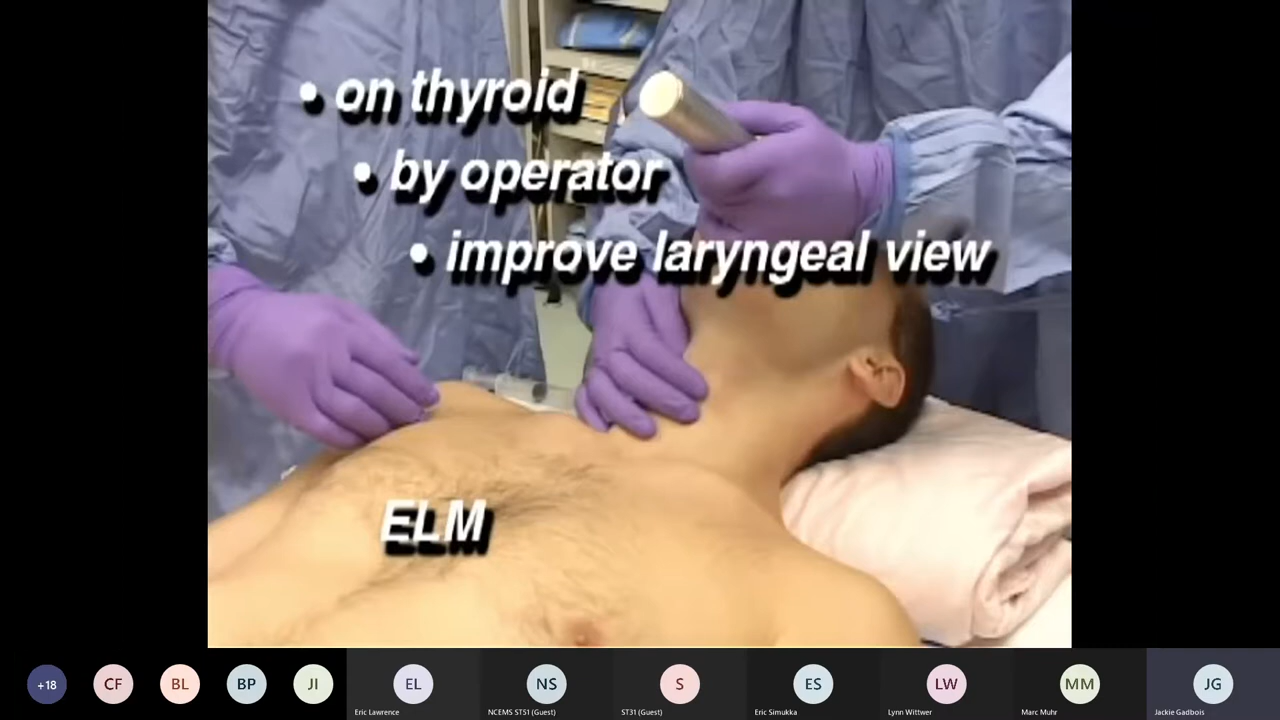 • on thyroid
• by operator
• improve laryngeal view
ELM
+18
CF
BL
BP
JI
EL
NS
S
ES
LW
MM
JG
Eric Lawrence
NCEMS ST51 (Guest)
ST31 (Guest)
Eric Simukka
Lynn Wittwer
Marc Muhr
Jackie Gadbois